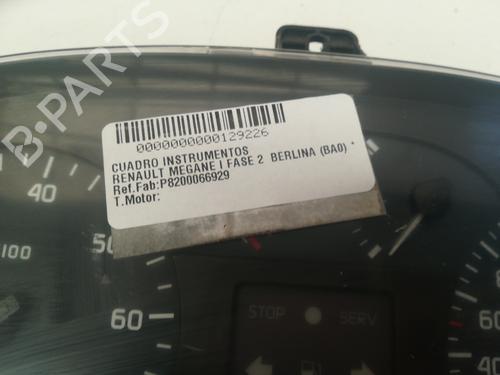 B-PARTS
0000000000129226
CUADRO INSTRUMENTOS
RENAULT MEGANE I FASE 2 BERLINA (BA0) *
Ref.Fab:P8200066929
T.Motor:
40
50
60
100
STOP
SERV
60
40